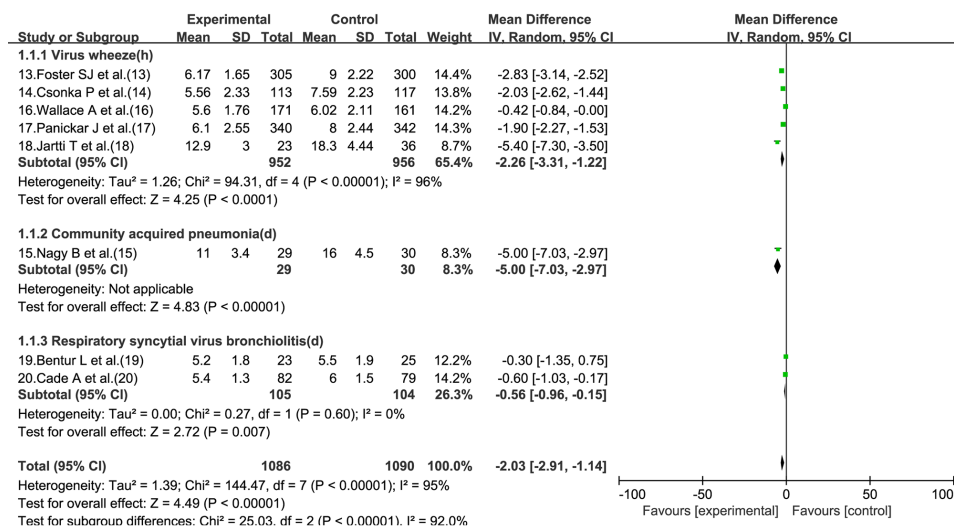 Experimental Control Mean Difference Mean Difference
Study or Subgroup Mean SD Total Mean SD Total Weight IV, Random, 95% CI IV, Random, 95% CI
1.1.1 Virus wheeze(h)
13.Foster SJ et al.(13) 6.17 1.65 305 9 2.22 300 14.4% -2.83 [-3.14, -2.52]
14.Csonka P et al.(14) 5.56 2.33 113 7.59 2.23 117 13.8% -2.03 [-2.62, -1.44]
16.Wallace A et al.(16) 5.6 1.76 171 6.02 2.11 161 14.2% -0.42 [-0.84, -0.00]
17.Panickar J et al.(17) 6.1 2.55 340 8 2.44 342 14.3% -1.90 [-2.27, -1.53]
18.Jartti T et al.(18) 12.9 3 23 18.3 4.44 36 8.7% -5.40 [-7.30, -3.50]
Subtotal (95% CI) 952 956 65.4% -2.26 [-3.31, -1.22]
Heterogeneity: Tau² = 1.26; Chi² = 94.31, df = 4 (P < 0.00001); I² = 96%
Test for overall effect: Z = 4.25 (P < 0.0001)
1.1.2 Community acquired pneumonia(d)
15.Nagy B et al.(15) 11 3.4 29 16 4.5 30 8.3% -5.00 [-7.03, -2.97]
Subtotal (95% CI) 29 30 8.3% -5.00 [-7.03, -2.97]
Heterogeneity: Not applicable
Test for overall effect: Z = 4.83 (P < 0.00001)
1.1.3 Respiratory syncytial virus bronchiolitis(d)
19.Bentur L et al.(19) 5.2 1.8 23 5.5 1.9 25 12.2% -0.30 [-1.35, 0.75]
20.Cade A et al.(20) 5.4 1.3 82 6 1.5 79 14.2% -0.60 [-1.03, -0.17]
Subtotal (95% CI) 105 104 26.3% -0.56 [-0.96, -0.15]
Heterogeneity: Tau² = 0.00; Chi² = 0.27, df = 1 (P = 0.60); I² = 0%
Test for overall effect: Z = 2.72 (P = 0.007)
Total (95% CI) 1086 1090 100.0% -2.03 [-2.91, -1.14]
Heterogeneity: Tau² = 1.39; Chi² = 144.47, df = 7 (P < 0.00001); I² = 95%
-100 -50 0 50 100
Test for overall effect: Z = 4.49 (P < 0.00001)
Favours [experimental] Favours [control]
Test for subgroup differences: Chi² = 25.03, df = 2 (P < 0.00001), I² = 92.0%